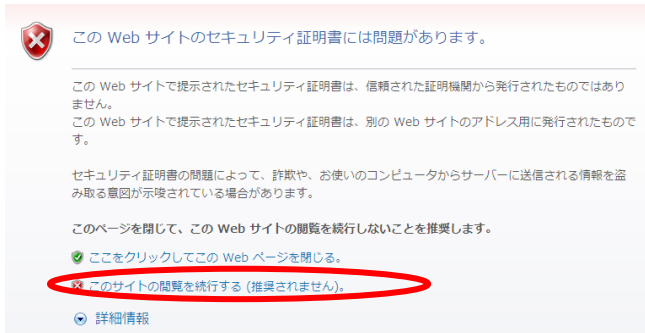 この Web サイトのセキュリティ証明書には問題があります。
この Web サイトで提示されたセキュリティ証明書は、信頼された証明機関から発行されたものではあり
ません。
この Web サイトで提示されたセキュリティ証明書は、別の Web サイトのアドレス用に発行されたもので
す。
セキュリティ証明書の問題によって、詐欺や、お使いのコンピュータからサーバーに送信される情報を盗
み取る意図が示唆されている場合があります。
このページを閉じて、この Web サイトの閲覧を続行しないことを推奨します。
ここをクリックしてこの Web ページを閉じる。
このサイトの閲覧を続行する (推奨されません)。
詳細情報